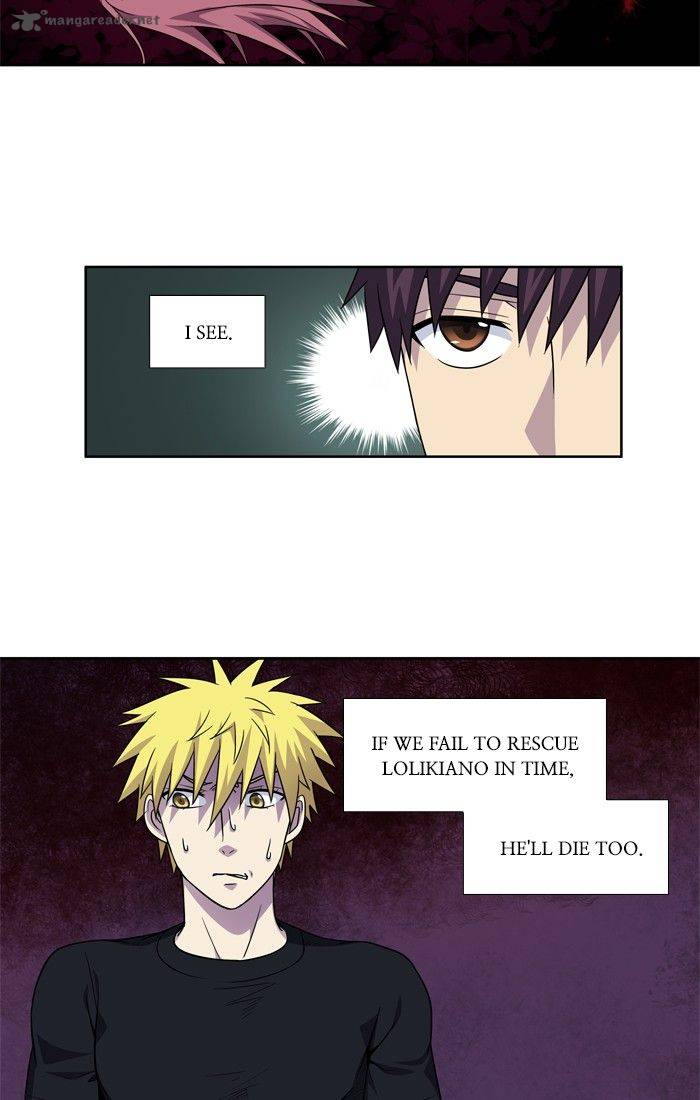 mangareader.net
I SEE.
IF WE FAIL TO RESCUE
LOLIKIANO IN TIME,
HE'LL DIE TOO.